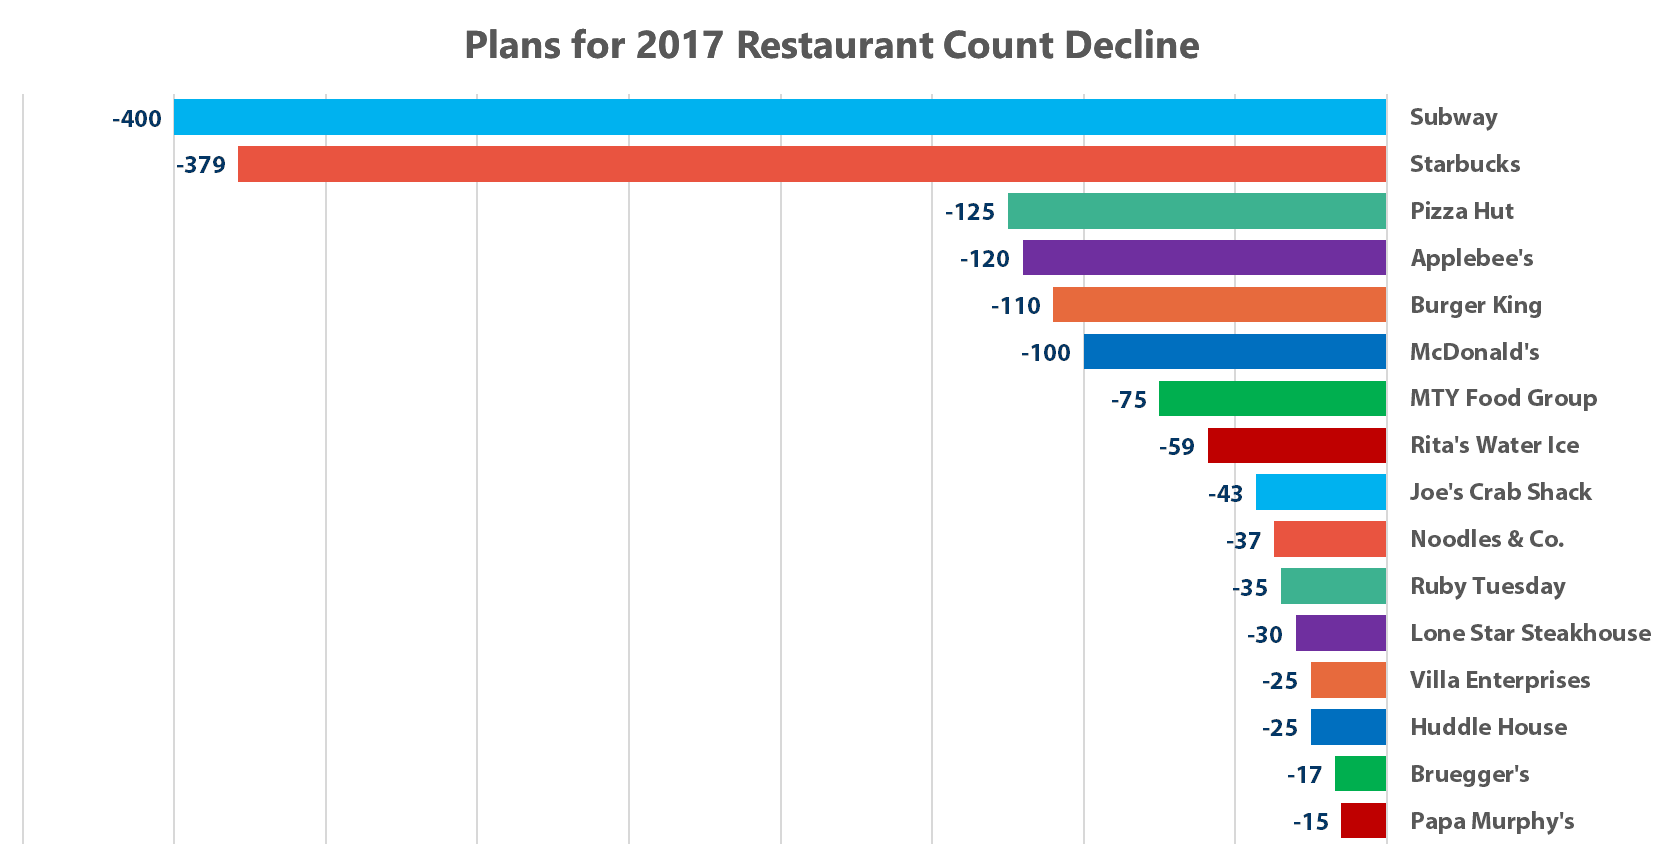 Plans for 2017 Restaurant Count Decline
-400 Subway
-379 Starbucks
-125 Pizza Hut
-120 Applebee's
-110 Burger King
-100 McDonald's
-75 MTY Food Group
-59 Rita's Water Ice
-43 Joe's Crab Shack
-37 Noodles & Co.
-35 Ruby Tuesday
-30 Lone Star Steakhouse
-25 Villa Enterprises
-25 Huddle House
-17 Bruegger's
-15 Papa Murphy's